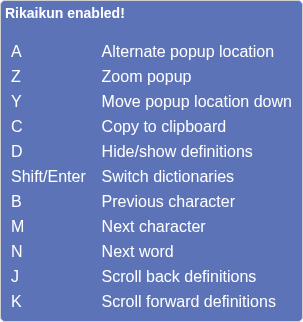 Rikaikun enabled!
A Alternate popup location
Z Zoom popup
Y Move popup location down
C Copy to clipboard
D Hide/show definitions
Shift/Enter Switch dictionaries
B Previous character
M Next character
N Next word
J Scroll back definitions
K Scroll forward definitions